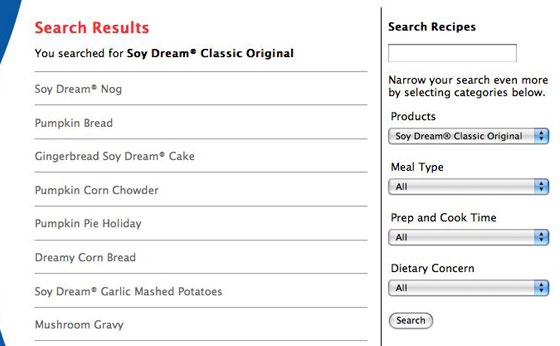 Search Results
You searched for Soy Dream® Classic Original
Soy Dream® Nog
Pumpkin Bread
Gingerbread Soy Dream® Cake
Pumpkin Corn Chowder
Pumpkin Pie Holiday
Dreamy Corn Bread
Soy Dream® Garlic Mashed Potatoes
Mushroom Gravy
Search Recipes
Narrow your search even more
by selecting categories below.
Products
Soy Dream® Classic Original
Meal Type
All
Prep and Cook Time
All
Dietary Concern
All
Search